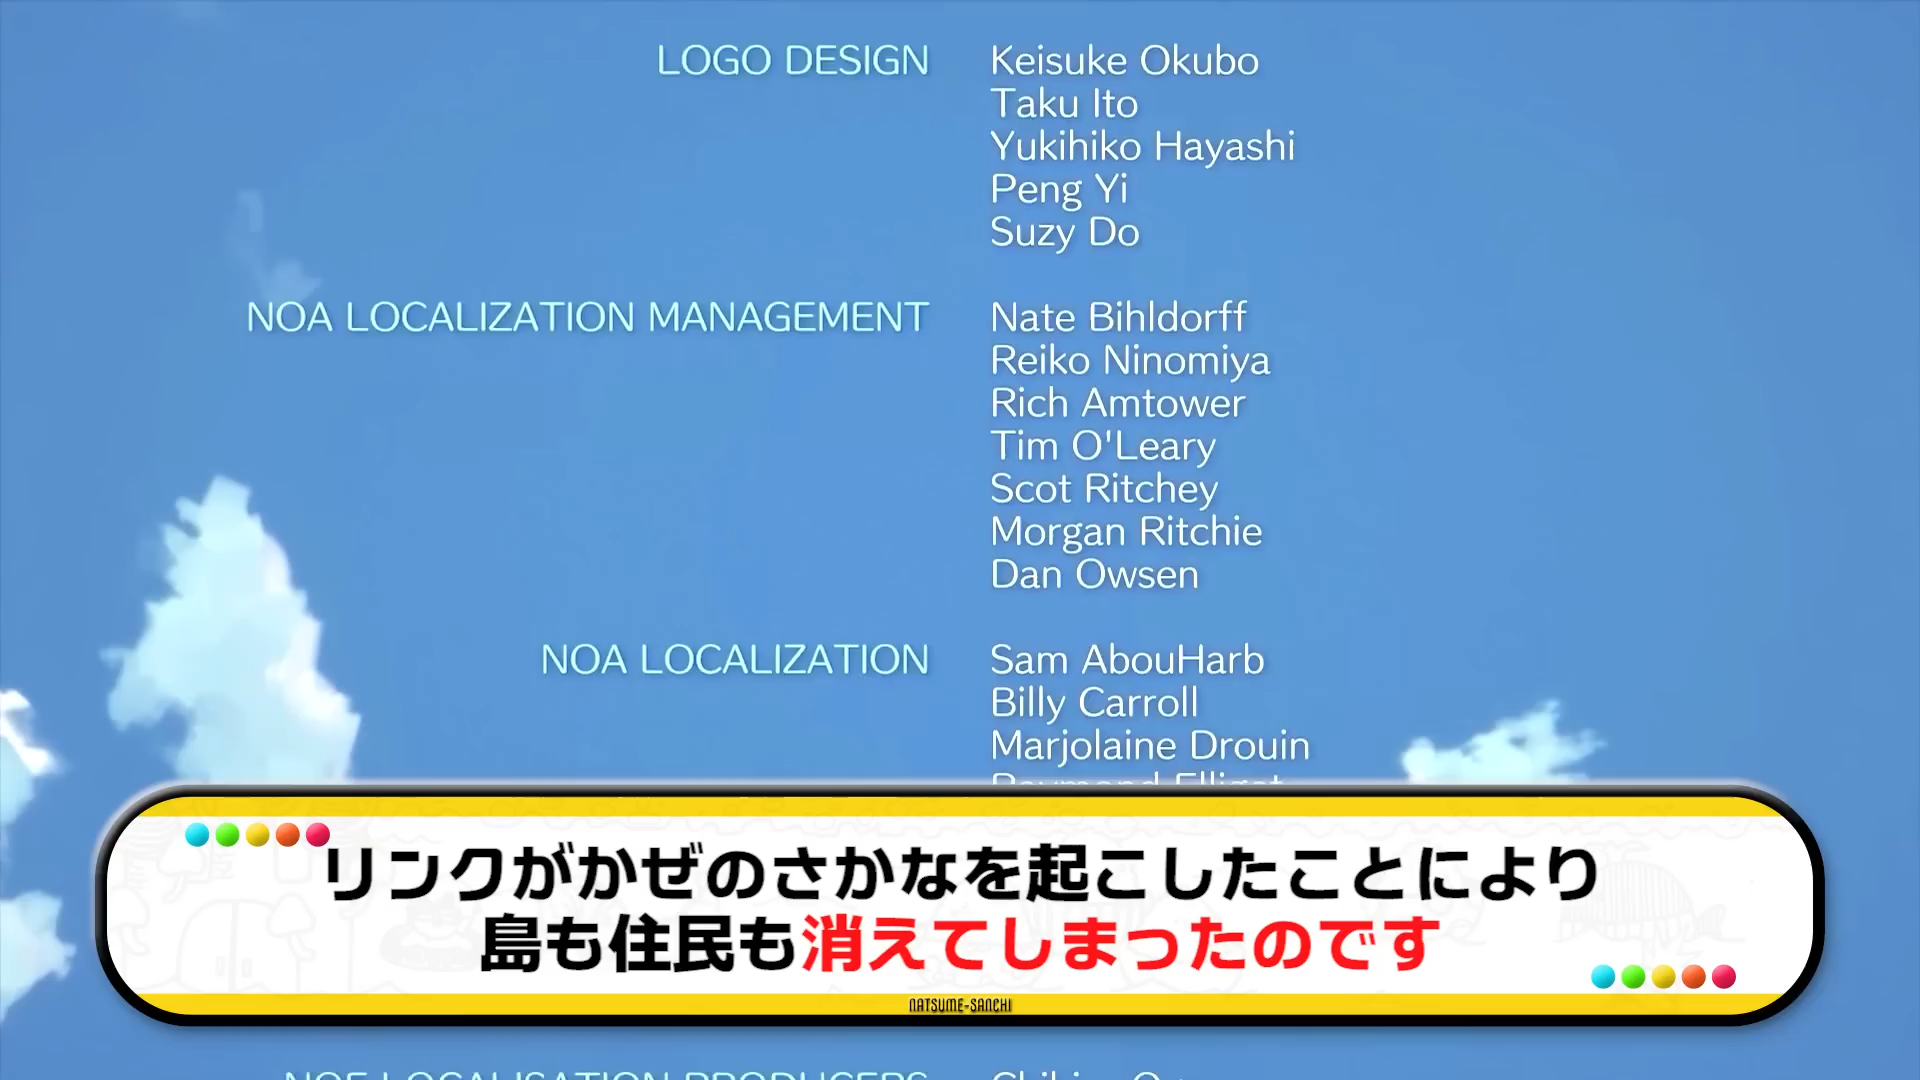 LOGO DESIGN Keisuke Okubo
Taku Ito
Yukihiko Hayashi
Peng Yi
Suzy Do
NOA LOCALIZATION MANAGEMENT Nate Bihldorff
Reiko Ninomiya
Rich Amtower
Tim O'Leary
Scot Ritchey
Morgan Ritchie
Dan Owsen
NOA LOCALIZATION Sam AbouHarb
Billy Carroll
Marjolaine Drouin
リンクがかぜのさかなを起こしたことにより
島も住民も消えてしまったのです
NATSUME-SANCHI
NOE LOCALISATION PRODUCERS